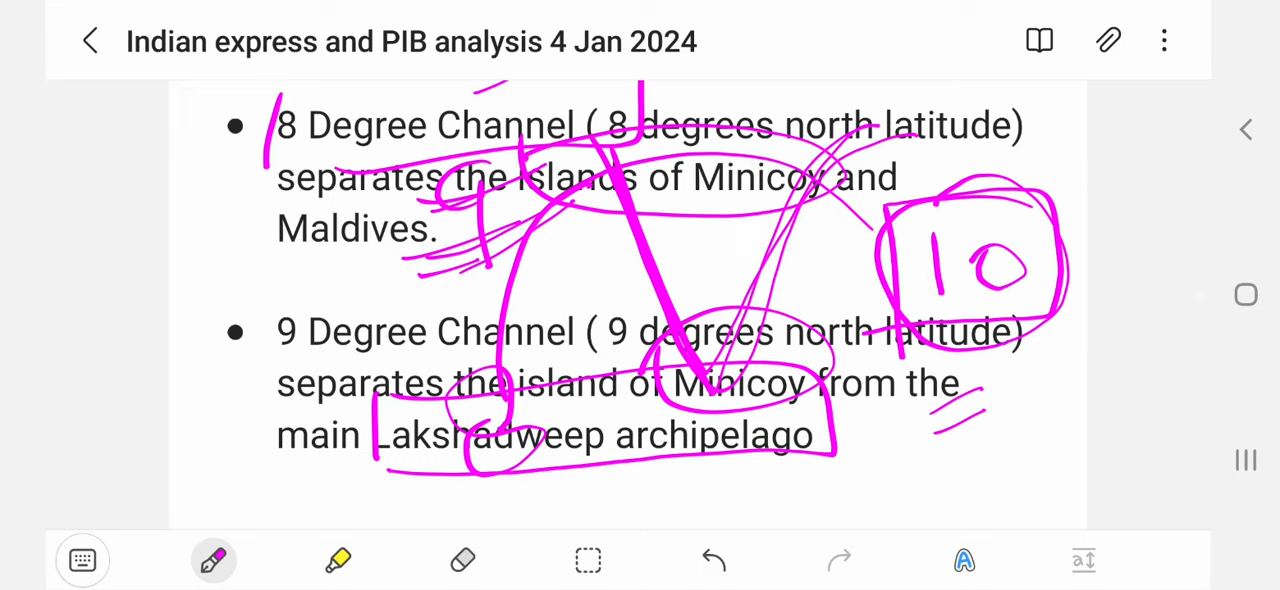 Indian express and PIB analysis 4 Jan 2024
● 8 Degree Channel ( 8 degrees north latitude)
separates the islands of Minicoy and
Maldives.
9
10
● 9 Degree Channel ( 9 degrees north latitude)
separates the island of Minicoy from the
main Lakshadweep archipelago
A
a